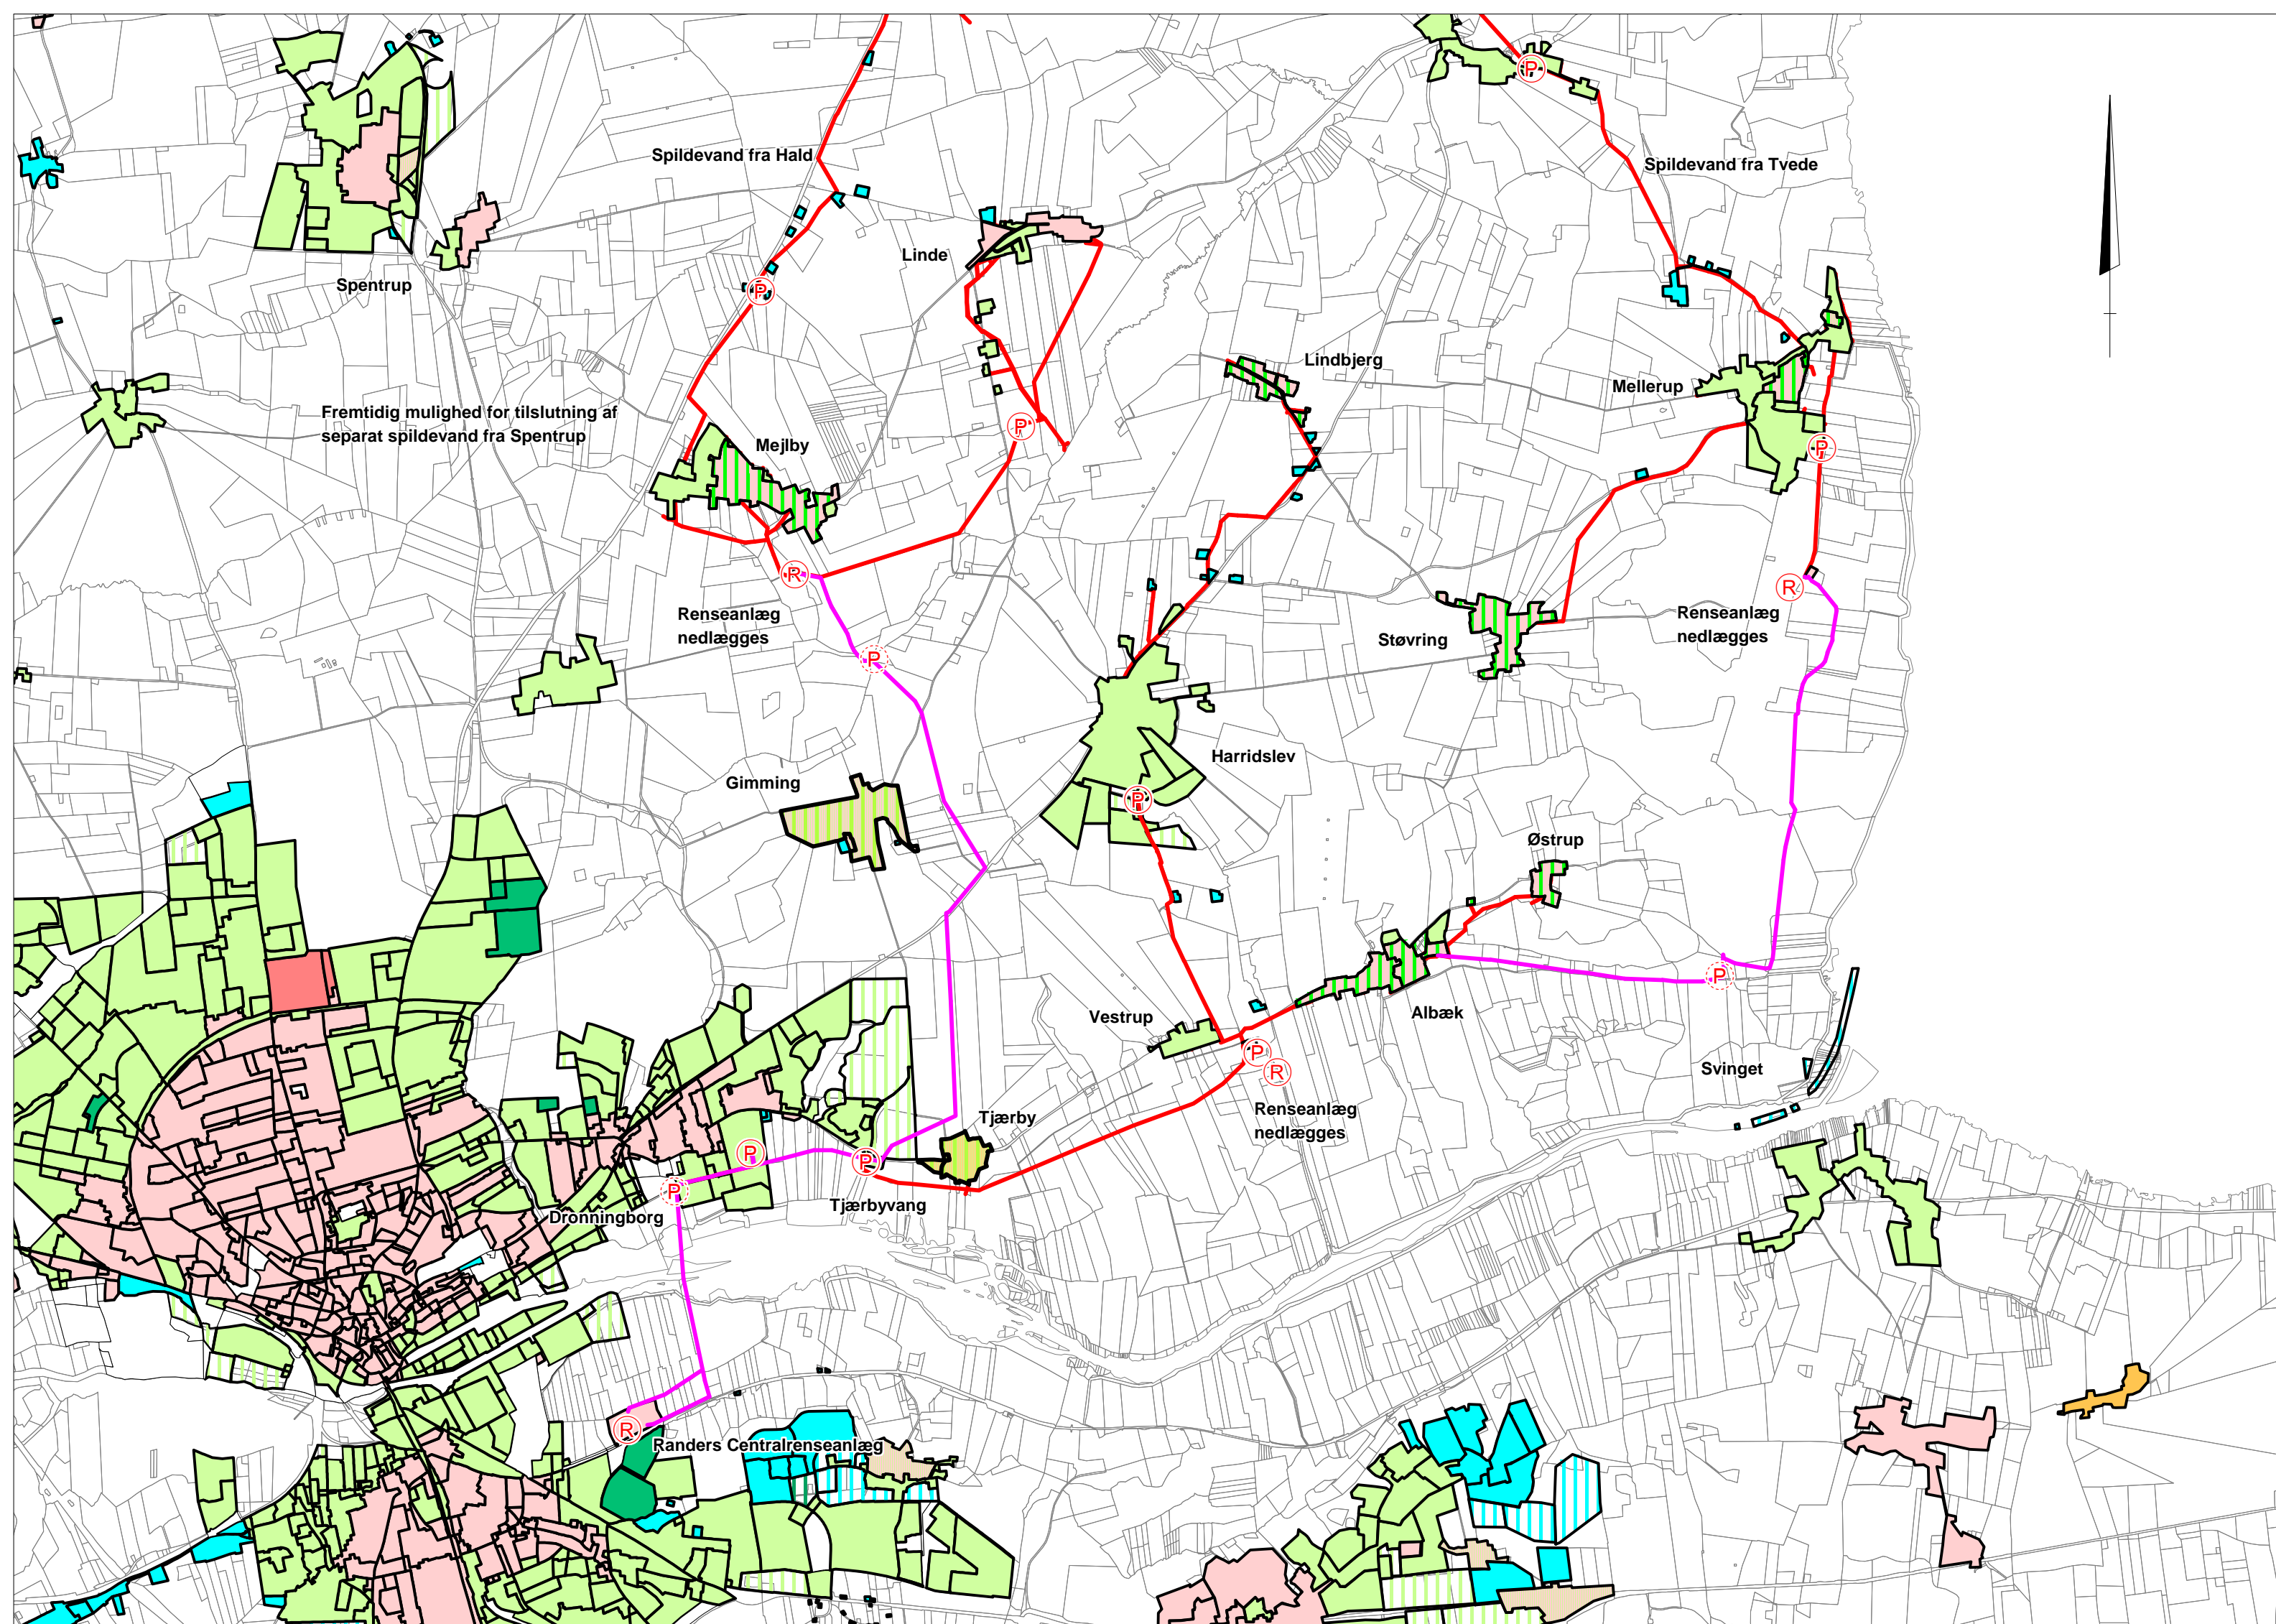 P
Spildevand fra Hald
Spildevand fra Tvede
Linde
Spentrup
P
Lindbjerg
Mellerup
Fremtidig mulighed for tilslutning af
separat spildevand fra Spentrup
P
Mejlby
P
R
R
Renseanlæg
nedlægges
Renseanlæg
nedlægges
Støvring
P
Harridslev
Gimming
P
Østrup
P
Albæk
Vestrup
P
R
Svinget
Renseanlæg
nedlægges
Tjærby
P
P
P
Tjærbyvang
Dronningborg
R
Randers Centralrenseanlæg